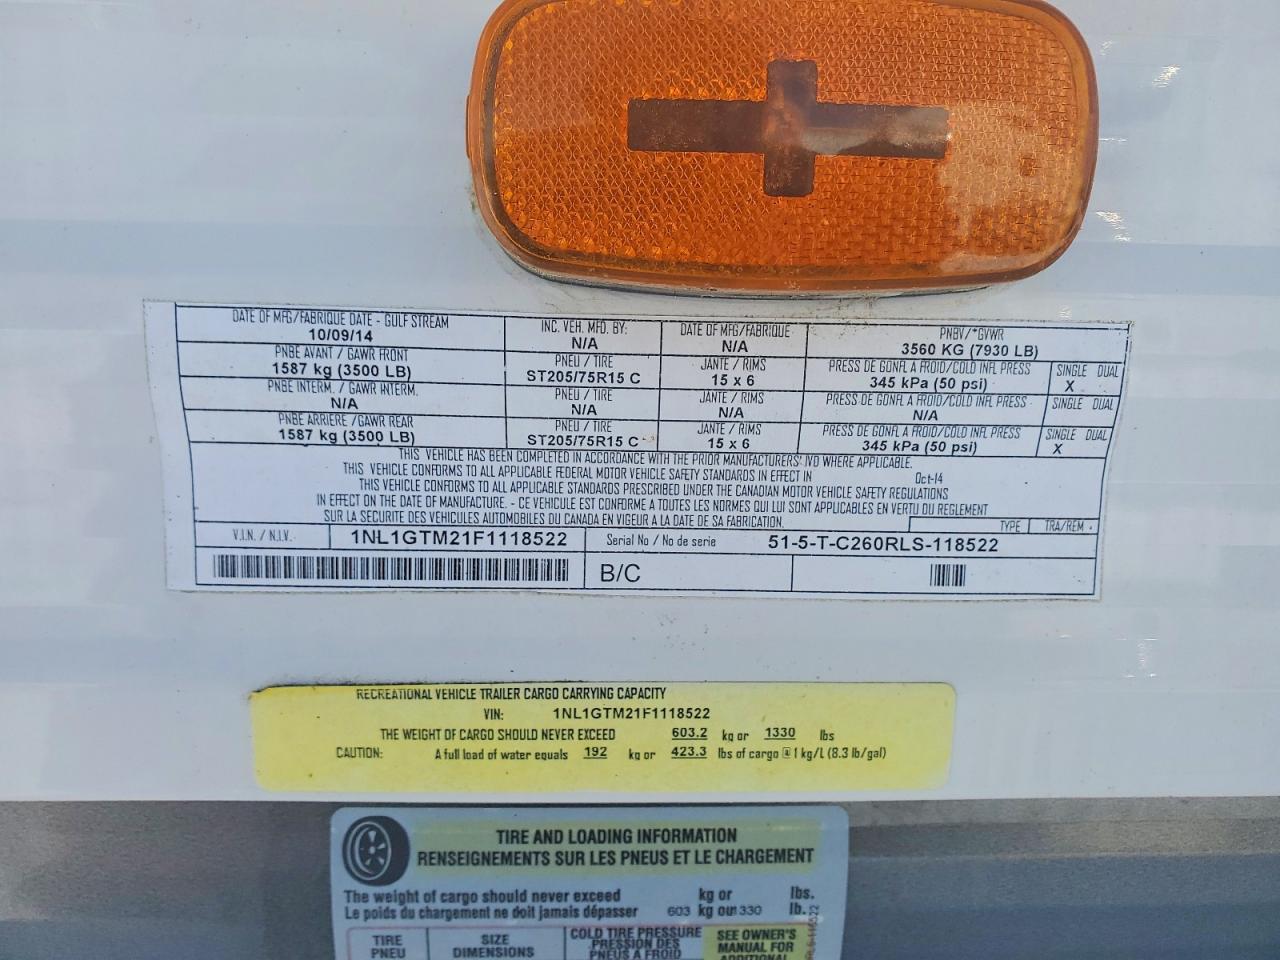 DATE OF MFG/FABRIQUE DATE - GULF STREAM INC. VEH. MFD. BY: DATE OF MFG/FABRIQUE PNBV/*GVWR
10/09/14 N/A N/A 3560 KG (7930 LB)
PNBE AVANT / GAWR FRONT PNEU / TIRE JANTE / RIMS PRESS DE GONFL A FROID/COLD INFL PRESS SINGLE DUAL
1587 kg (3500 LB) ST205/75R15 C 15 x 6 345 kPa (50 psi) X
PNBE INTERM. / GAWR INTERM. PNEU / TIRE JANTE / RIMS PRESS DE GONFL A FROID/COLD INFL PRESS SINGLE DUAL
N/A N/A N/A N/A
PNBE ARRIERE /GAWR REAR PNEU / TIRE JANTE / RIMS PRESS DE GONFL A FROID/COLD INFL PRESS SINGLE DUAL
1587 kg (3500 LB) ST205/75R15 C 15 x 6 345 kPa (50 psi) X
THIS VEHICLE HAS BEEN COMPLETED IN ACCORDANCE WITH THE PRIOR MANUFACTURERS' IVD WHERE APPLICABLE.
THIS VEHICLE CONFORMS TO ALL APPLICABLE FEDERAL MOTOR VEHICLE SAFETY STANDARDS IN EFFECT IN Oct-14
THIS VEHICLE CONFORMS TO ALL APPLICABLE STANDARDS PRESCRIBED UNDER THE CANADIAN MOTOR VEHICLE SAFETY REGULATIONS
IN EFFECT ON THE DATE OF MANUFACTURE. - CE VEHICULE EST CONFORME A TOUTES LES NORMES QUI LUI SONT APPLICABLES EN VERTU DU REGLEMENT
SUR LA SECURITE DES VEHICULES AUTOMOBILES DU CANADA EN VIGEUR A LA DATE DE SA FABRICATION.
TYPE TRA/REM
V.I.N. / N.I.V. 1NL1GTM21F1118522 Serial No / No de serie 51-5-T-C260RLS-118522
B/C
RECREATIONAL VEHICLE TRAILER CARGO CARRYING CAPACITY
VIN: 1NL1GTM21F1118522
THE WEIGHT OF CARGO SHOULD NEVER EXCEED 603.2 kg or 1330 lbs
CAUTION: A full load of water equals 192 kg or 423.3 lbs of cargo @ 1 kg/L (8.3 lb/gal)
TIRE AND LOADING INFORMATION
RENSEIGNEMENTS SUR LES PNEUS ET LE CHARGEMENT
The weight of cargo should never exceed kg or lbs.
Le poids du chargement ne doit jamais dépasser 603 kg ou 1330 lb.
TIRE SIZE COLD TIRE PRESSURE SEE OWNER'S
PNEU DIMENSIONS PRESSION DES MANUAL FOR
PNEUS A FROID ADDITIONAL